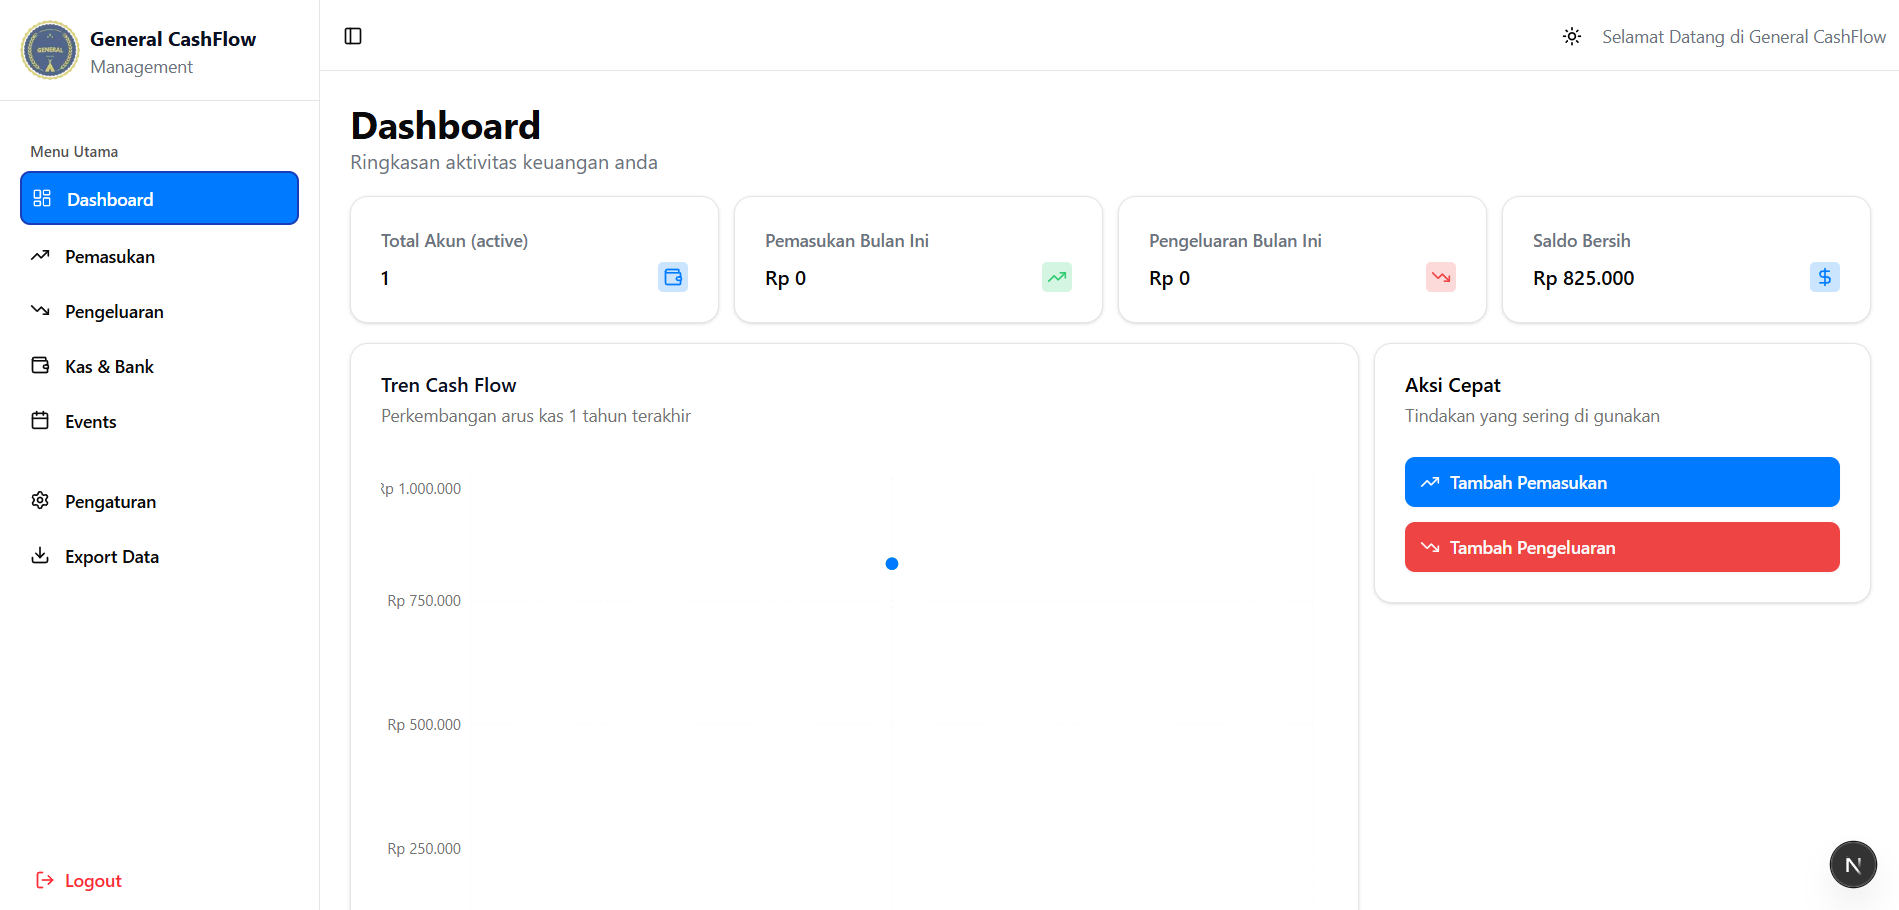 GENERAL
General CashFlow
Management
Selamat Datang di General CashFlow
Menu Utama
Dashboard
Pemasukan
Pengeluaran
Kas & Bank
Events
Pengaturan
Export Data
Logout
Dashboard
Ringkasan aktivitas keuangan anda
Total Akun (active)
1
Pemasukan Bulan Ini
Rp 0
Pengeluaran Bulan Ini
Rp 0
Saldo Bersih
Rp 825.000
$
Tren Cash Flow
Perkembangan arus kas 1 tahun terakhir
Rp 1.000.000
Rp 750.000
Rp 500.000
Rp 250.000
Aksi Cepat
Tindakan yang sering di gunakan
Tambah Pemasukan
Tambah Pengeluaran
N